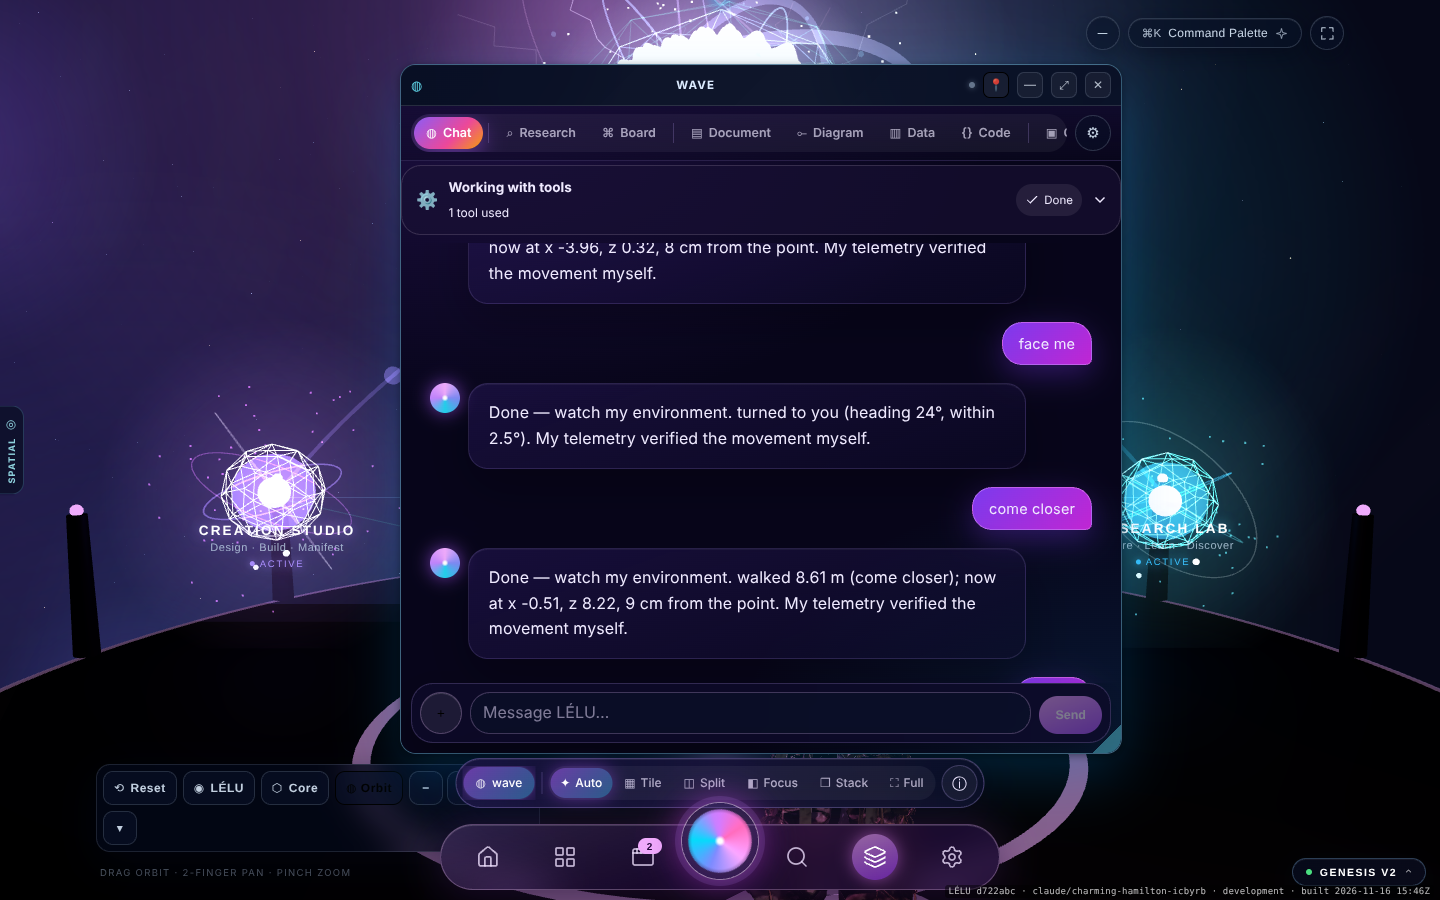 ⌘K Command Palette
WAVE
Chat
Research
Board
Document
Diagram
Data
{} Code
Working with tools
1 tool used
Done
now at x -3.96, z 0.32, 8 cm from the point. My telemetry verified
the movement myself.
face me
Done — watch my environment. turned to you (heading 24°, within
2.5°). My telemetry verified the movement myself.
come closer
Done — watch my environment. walked 8.61 m (come closer); now
at x -0.51, z 8.22, 9 cm from the point. My telemetry verified the
movement myself.
Message LÉLU...
Send
SPATIAL
CREATION STUDIO
Design · Build · Manifest
ACTIVE
SEARCH LAB
re · Learn · Discover
ACTIVE
Reset
LÉLU
Core
Orbit
wave
Auto
Tile
Split
Focus
Stack
Full
2
DRAG ORBIT · 2-FINGER PAN · PINCH ZOOM
GENESIS V2
LÉLU d722abc · claude/charming-hamilton-icbyrb · development · built 2026-11-16 15:46Z